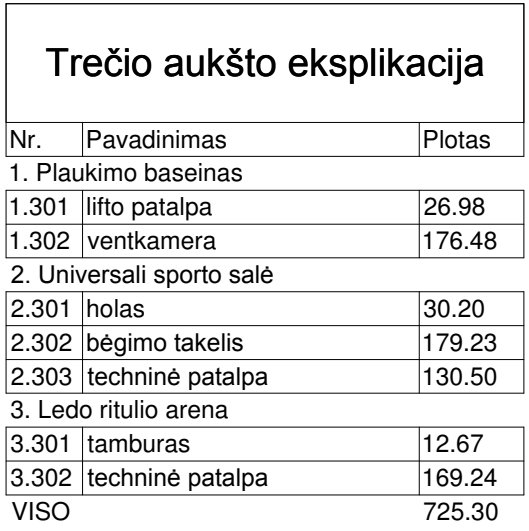 Trečio aukšto eksplikacija
Nr. Pavadinimas Plotas
1. Plaukimo baseinas
1.301 lifto patalpa 26.98
1.302 ventkamera 176.48
2. Universali sporto salė
2.301 holas 30.20
2.302 bėgimo takelis 179.23
2.303 techninė patalpa 130.50
3. Ledo ritulio arena
3.301 tamburas 12.67
3.302 techninė patalpa 169.24
VISO 725.30